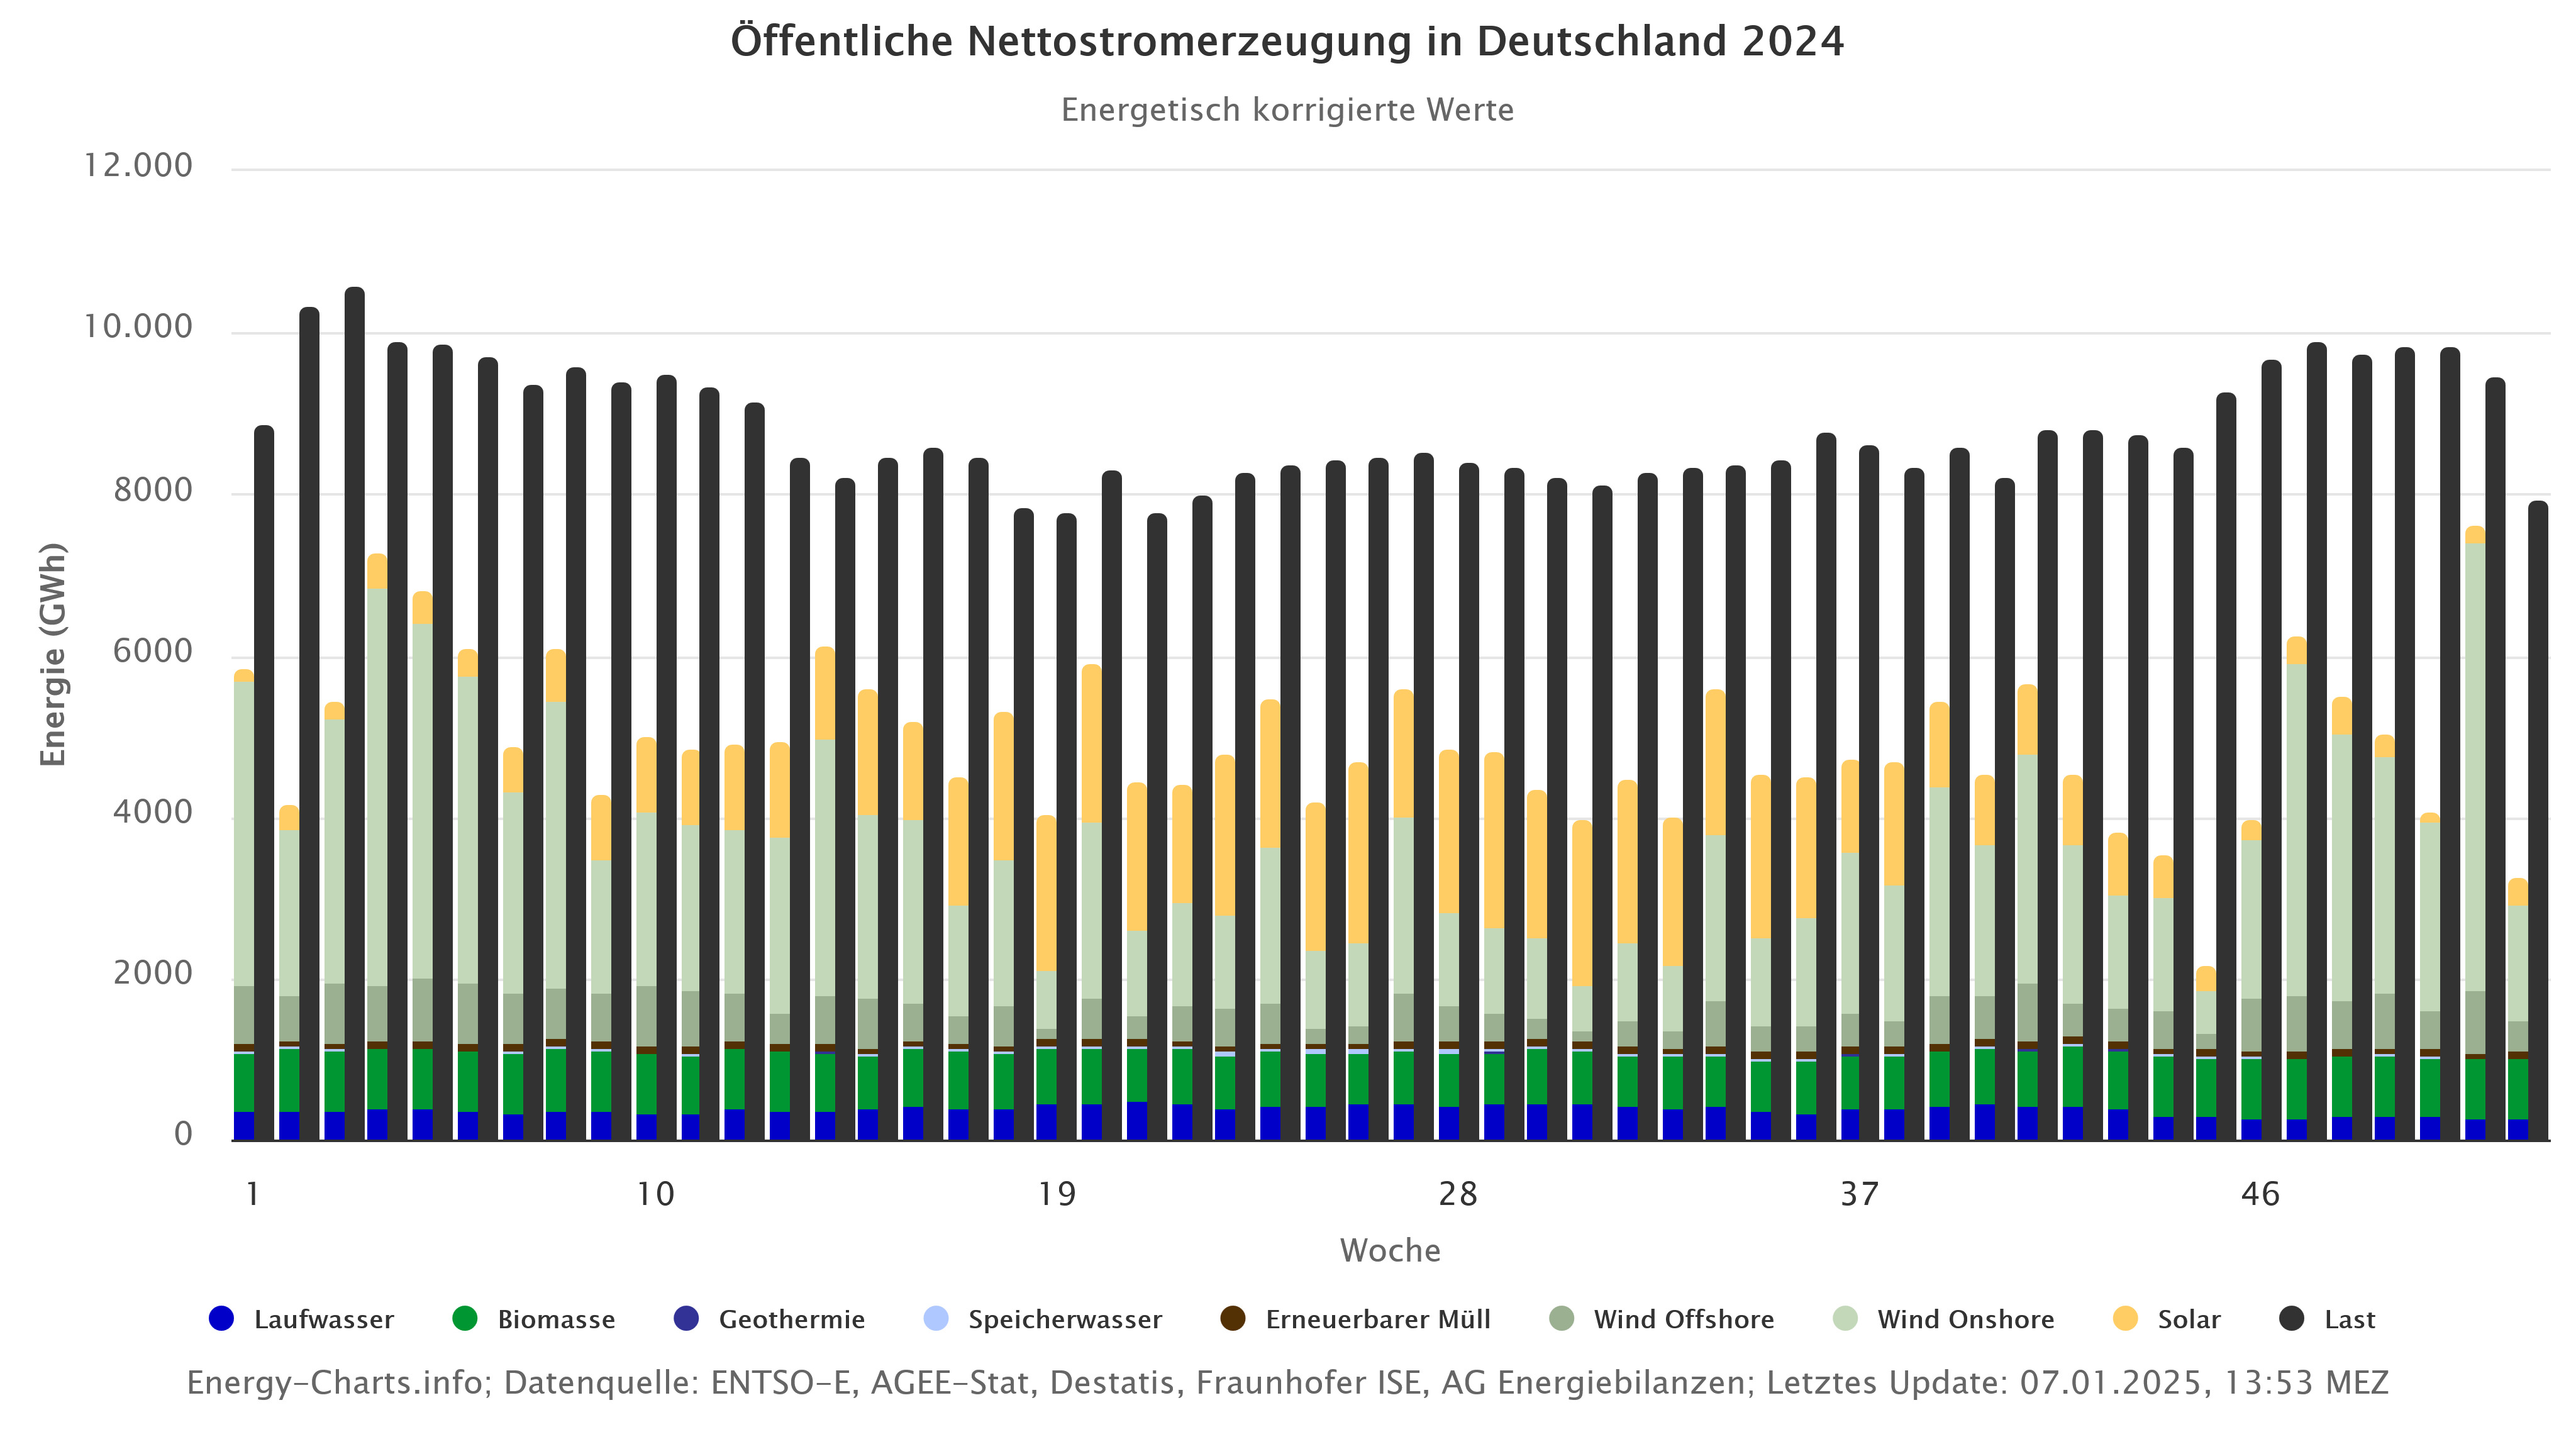 Öffentliche Nettostromerzeugung in Deutschland 2024
Energetisch korrigierte Werte
12.000
10.000
8000
6000
4000
2000
0
Energie (GWh)
1 10 19 28 37 46
Woche
Laufwasser Biomasse Geothermie Speicherwasser Erneuerbarer Müll Wind Offshore Wind Onshore Solar Last
Energy-Charts.info; Datenquelle: ENTSO-E, AGEE-Stat, Destatis, Fraunhofer ISE, AG Energiebilanzen; Letztes Update: 07.01.2025, 13:53 MEZ